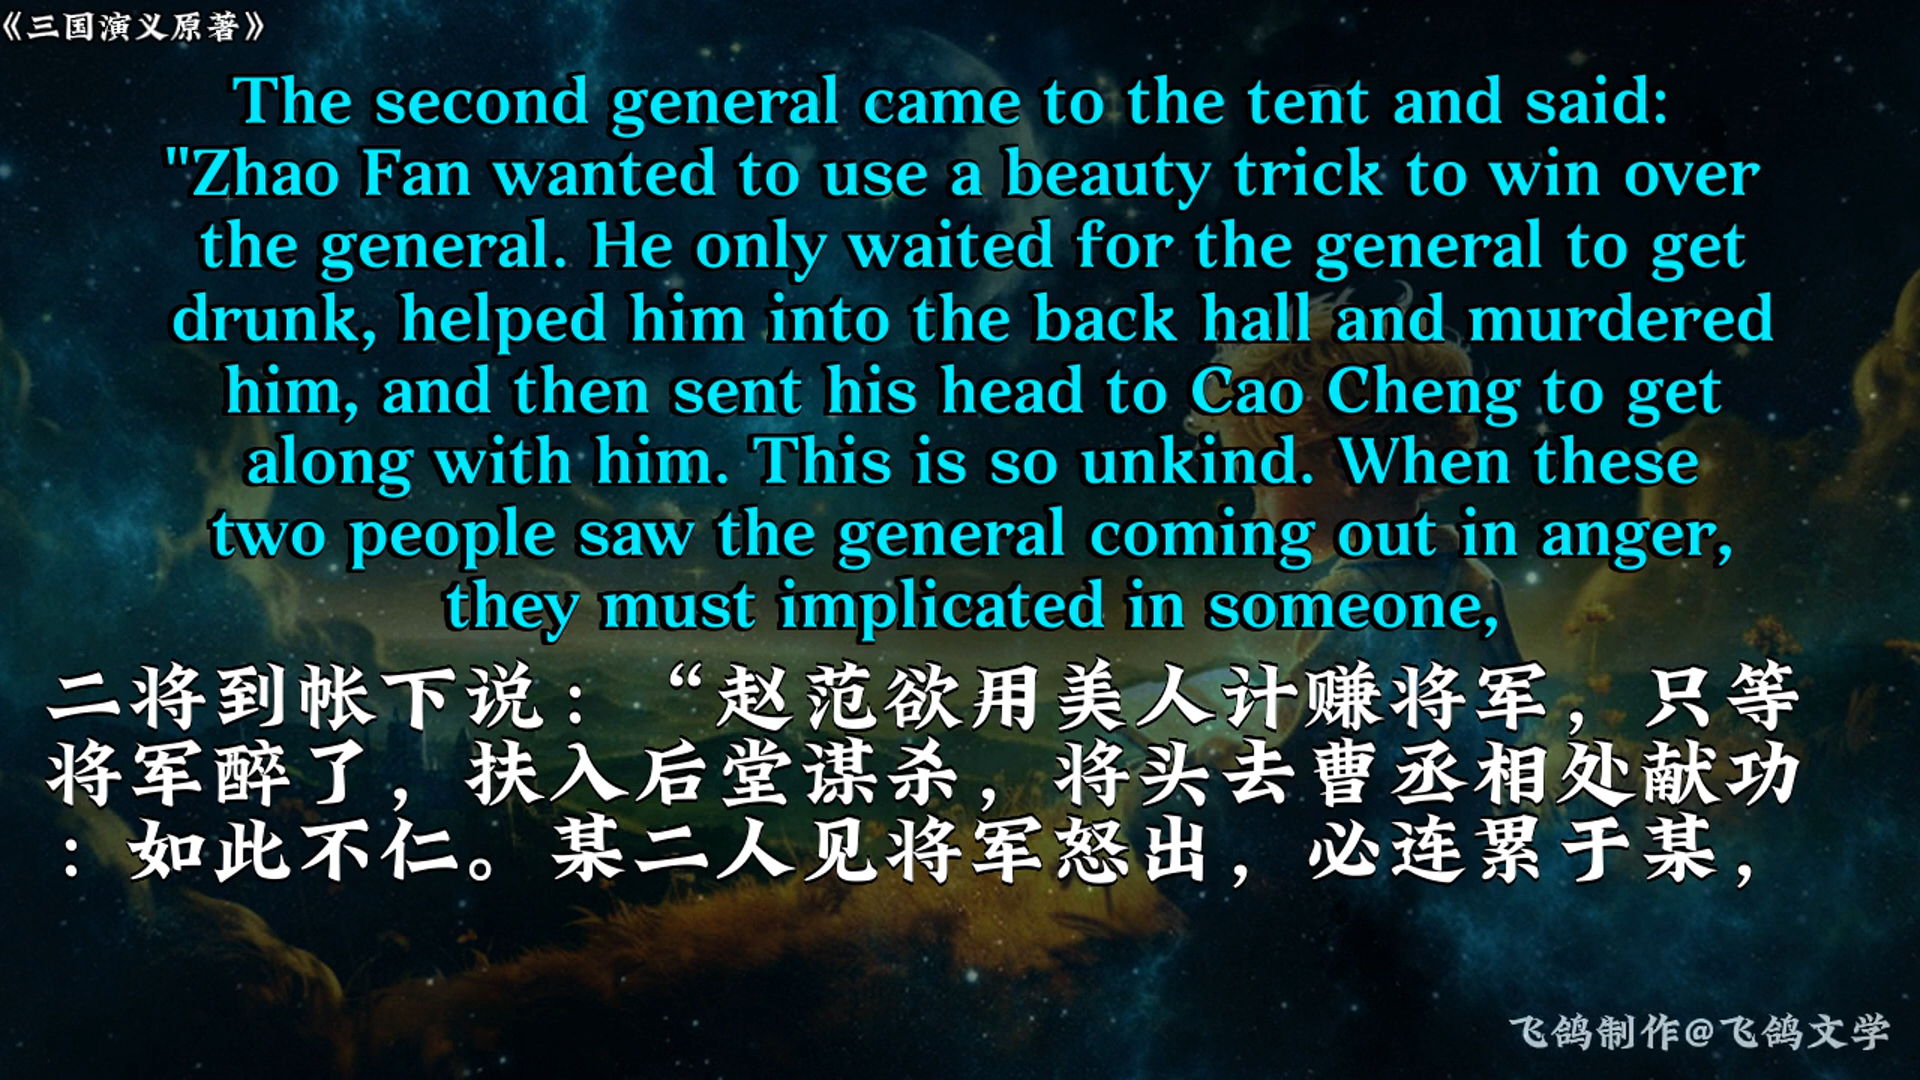 《三国演义原著》
The second general came to the tent and said:
"Zhao Fan wanted to use a beauty trick to win over
the general. He only waited for the general to get
drunk, helped him into the back hall and murdered
him, and then sent his head to Cao Cheng to get
along with him. This is so unkind. When these
two people saw the general coming out in anger,
they must implicated in someone,
二将到帐下说：“赵范欲用美人计赚将军，只等
将军醉了，扶入后堂谋杀，将头去曹丞相处献功
：如此不仁。某二人见将军怒出，必连累于某，
飞鸽制作@飞鸽文学